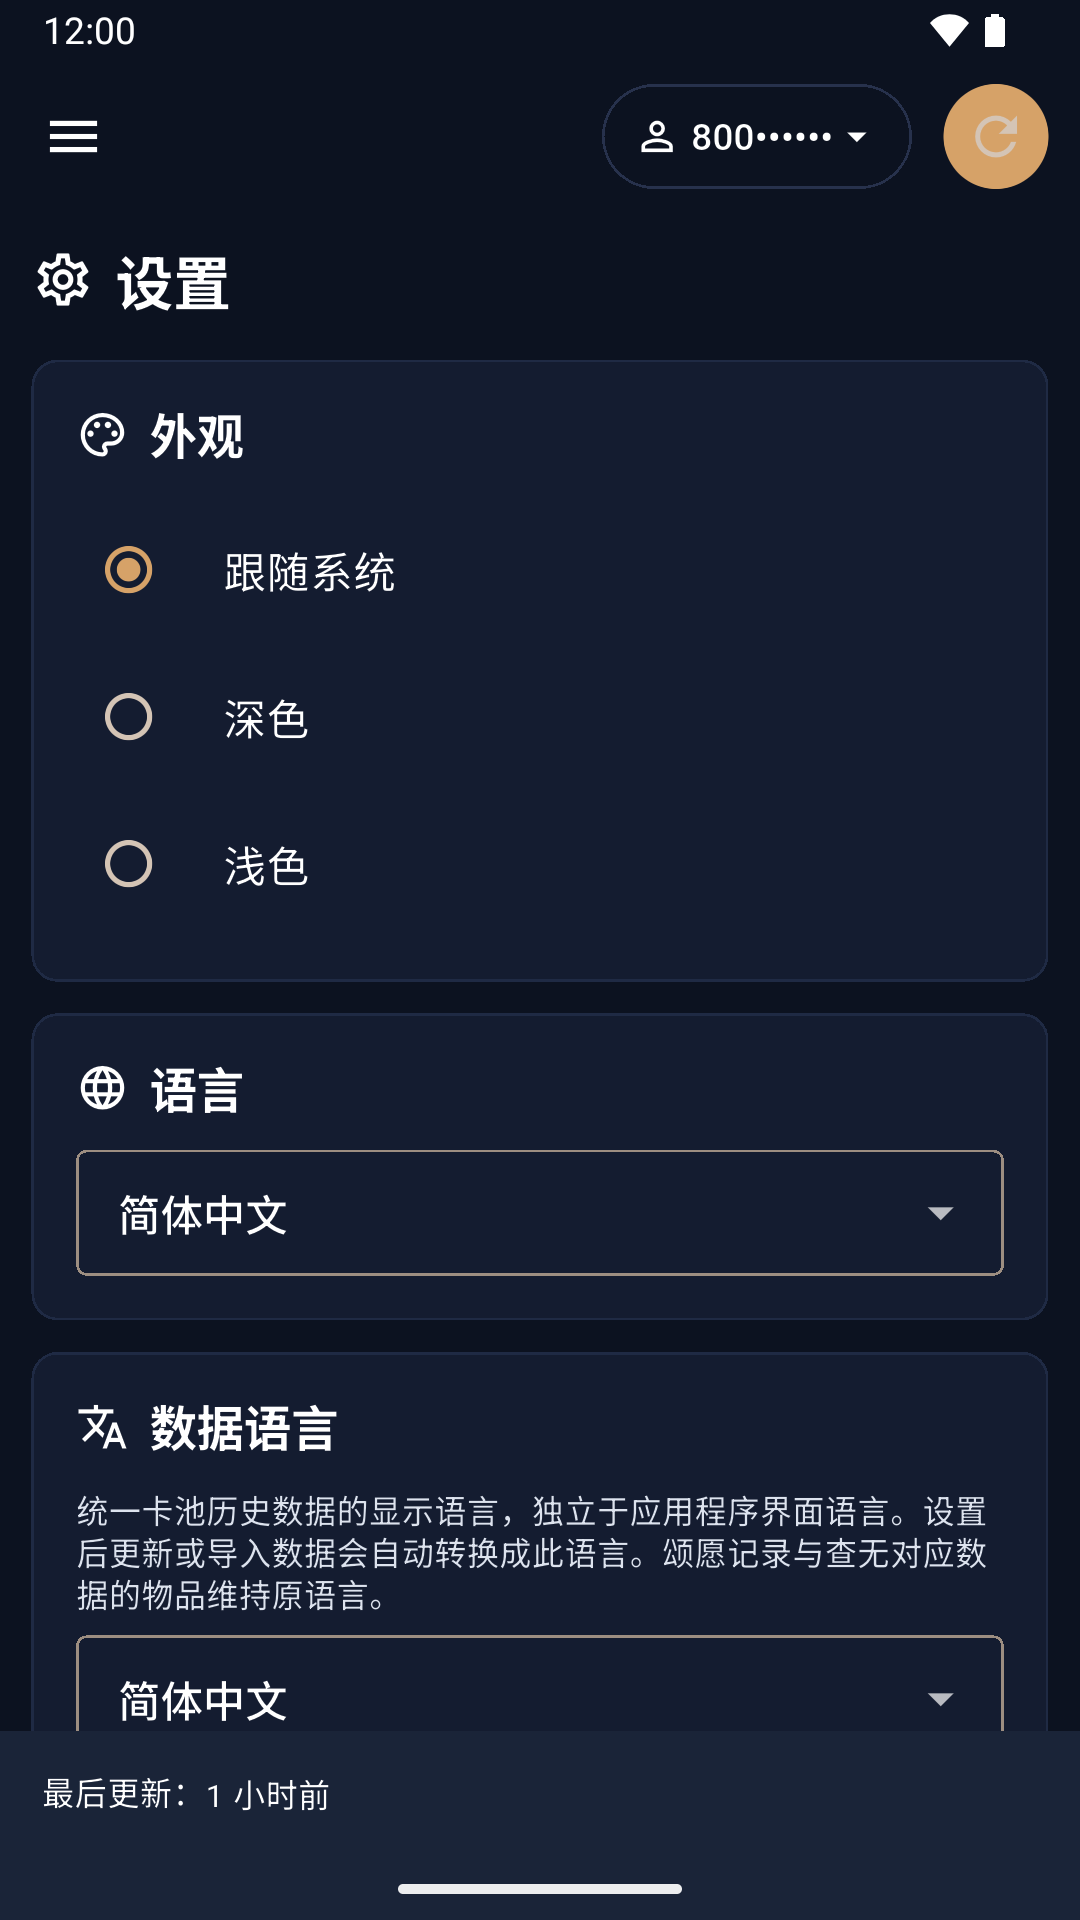 12:00
800••••••
设置
外观
跟随系统
深色
浅色
语言
简体中文
数据语言
统一卡池历史数据的显示语言，独立于应用程序界面语言。设置
后更新或导入数据会自动转换成此语言。颂愿记录与查无对应数
据的物品维持原语言。
简体中文
最后更新：1 小时前